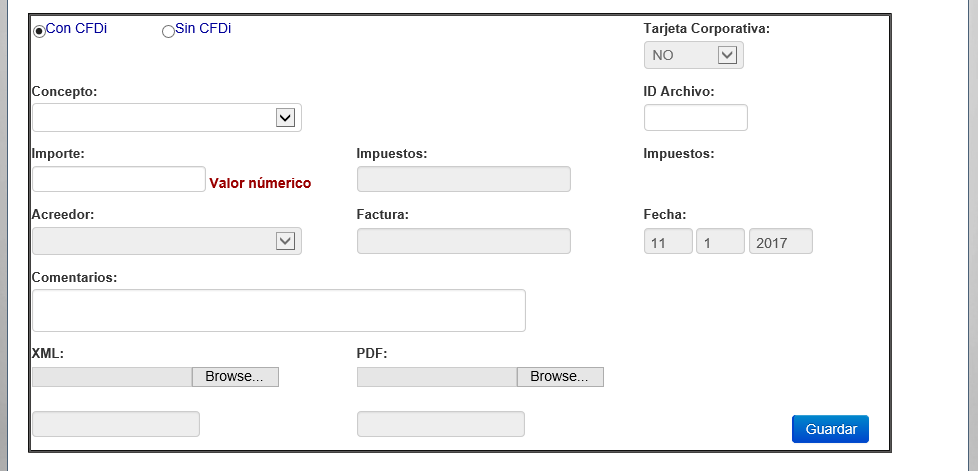 Con CFDi Sin CFDi Tarjeta Corporativa:
NO
Concepto: ID Archivo:
Importe: Impuestos: Impuestos:
Valor númerico
Acreedor: Factura: Fecha:
11 1 2017
Comentarios:
XML: PDF:
Browse... Browse...
Guardar